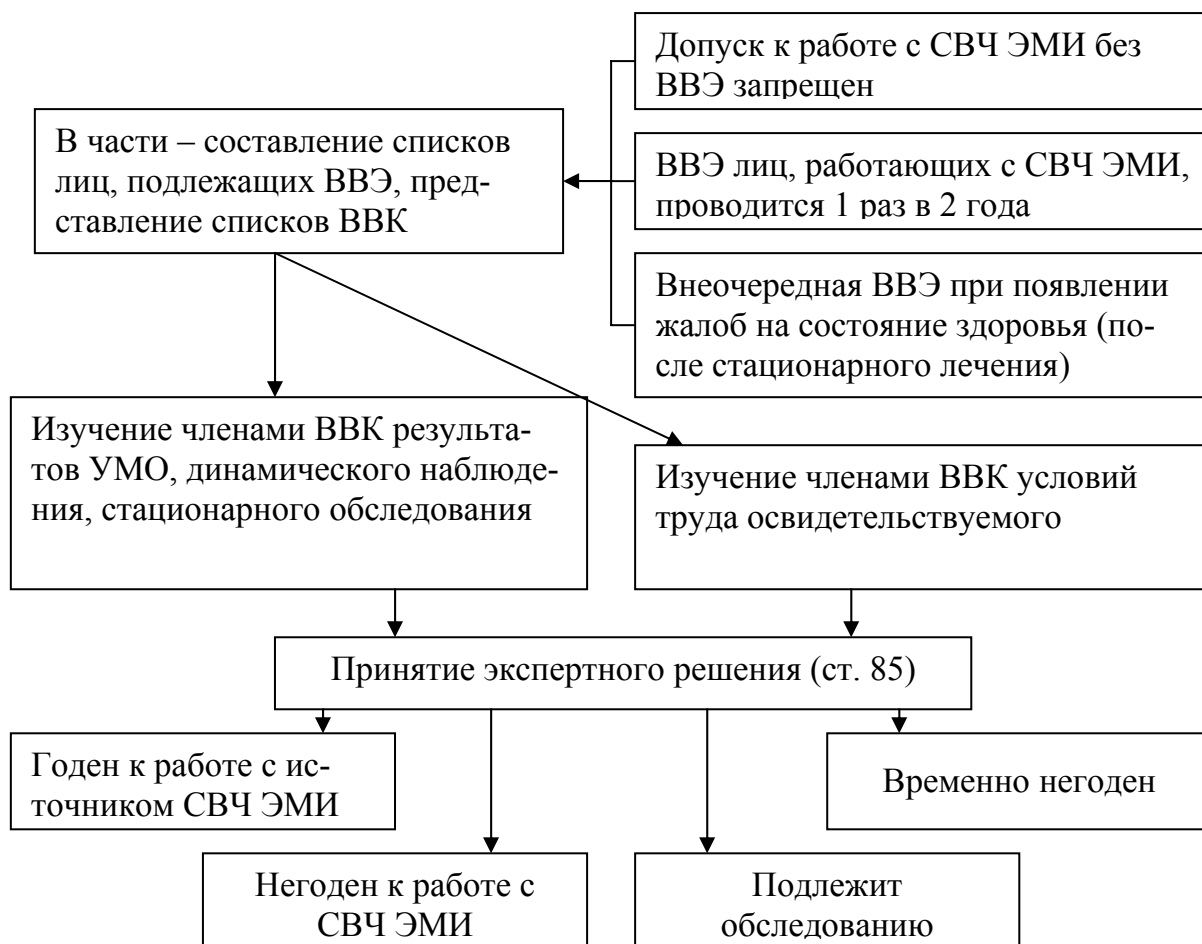 Допуск к работе с СВЧ ЭМИ без
ВВЭ запрещен
В части – составление списков
лиц, подлежащих ВВЭ, пред-
ставление списков ВВК
ВВЭ лиц, работающих с СВЧ ЭМИ,
проводится 1 раз в 2 года
Внеочередная ВВЭ при появлении
жалоб на состояние здоровья (по-
сле стационарного лечения)
Изучение членами ВВК результа-
тов УМО, динамического наблюде-
ния, стационарного обследования
Изучение членами ВВК условий
труда освидетельствуемого
Принятие экспертного решения (ст. 85)
Годен к работе с ис-
точником СВЧ ЭМИ
Временно негоден
Негоден к работе с
СВЧ ЭМИ
Подлежит
обследованию